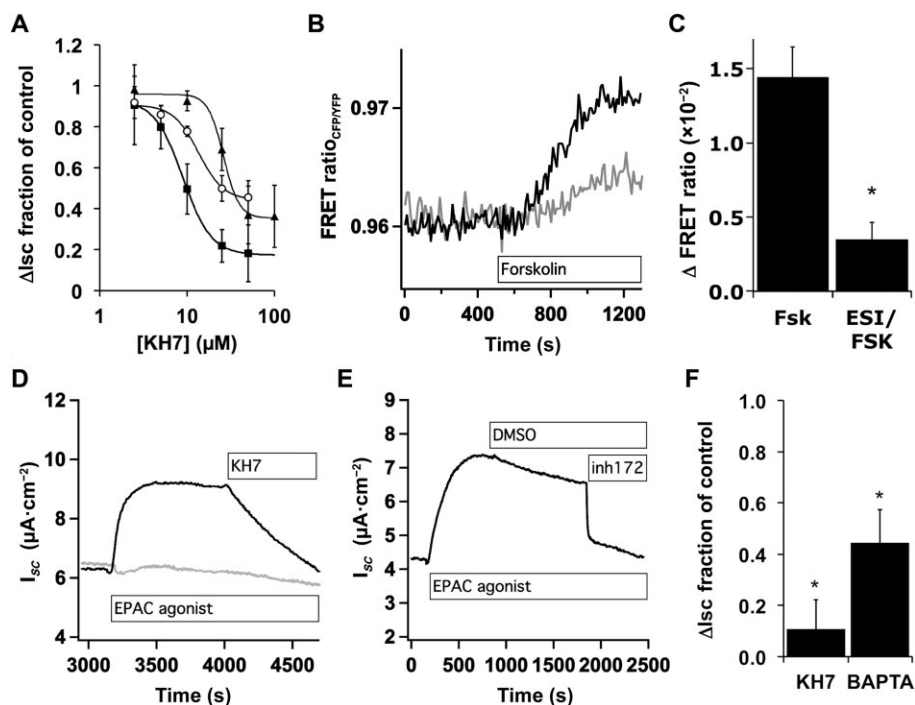 A
ΔIsc fraction of control
1.2
1
0.8
0.6
0.4
0.2
0
1
10
100
[KH7] (μM)
B
FRET ratioCFP/YFP
0.97
0.96
Forskolin
0
400
800
1200
Time (s)
C
Δ FRET ratio (×10⁻²)
1.5
1.0
0.5
0.0
*
Fsk
ESI/
FSK
D
Isc (μA·cm⁻²)
12
10
8
6
4
KH7
EPAC agonist
3000
3500
4000
4500
Time (s)
E
Isc (μA·cm⁻²)
9
8
7
6
5
4
3
2
DMSO
inh172
EPAC agonist
0
500
1000
1500
2000
2500
Time (s)
F
ΔIsc fraction of control
1.0
0.8
0.6
0.4
0.2
0.0
*
*
KH7
BAPTA